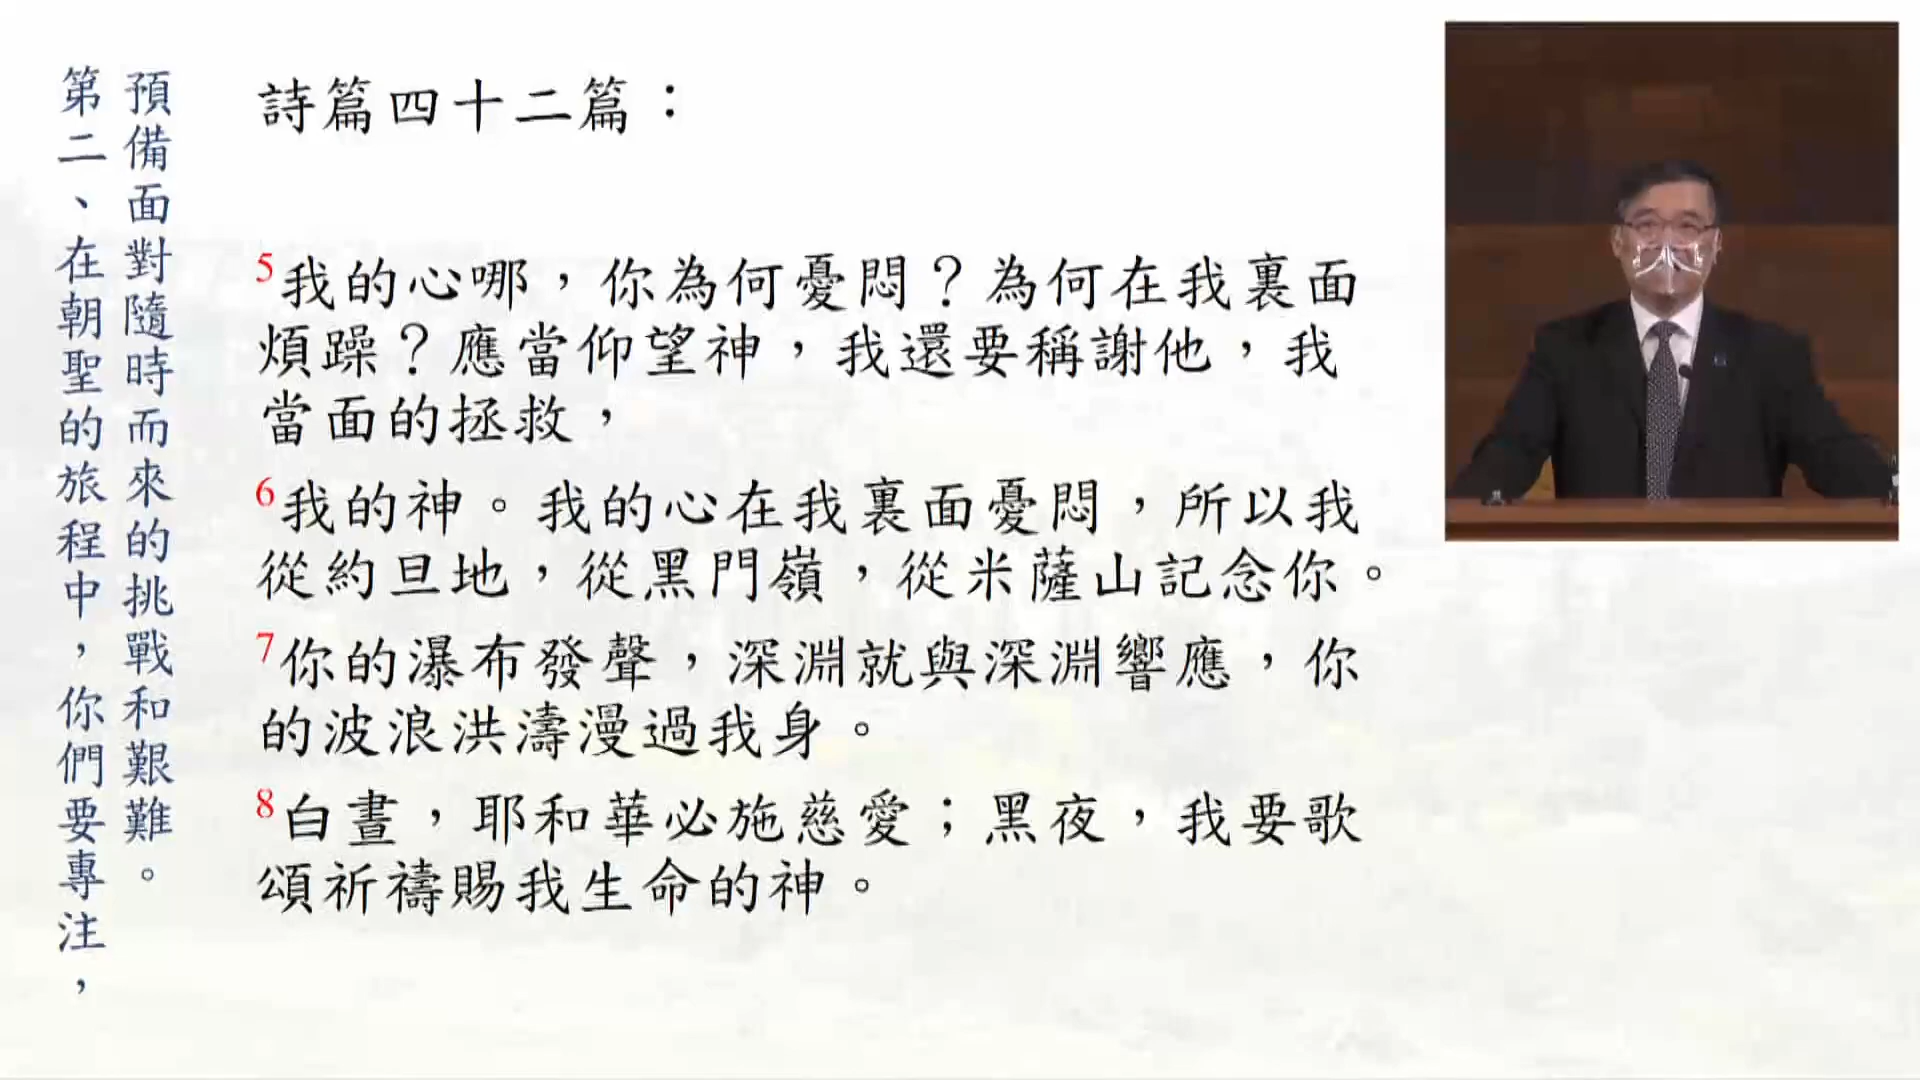 第二、在朝聖的旅程中，你們要專注，
預備面對隨時而來的挑戰和艱難。
詩篇四十二篇：
5我的心哪，你為何憂悶？為何在我裏面
煩躁？應當仰望神，我還要稱謝他，我
當面的拯救，
6我的神。我的心在我裏面憂悶，所以我
從約旦地，從黑門嶺，從米薩山記念你。
7你的瀑布發聲，深淵就與深淵響應，你
的波浪洪濤漫過我身。
8白晝，耶和華必施慈愛；黑夜，我要歌
頌祈禱賜我生命的神。